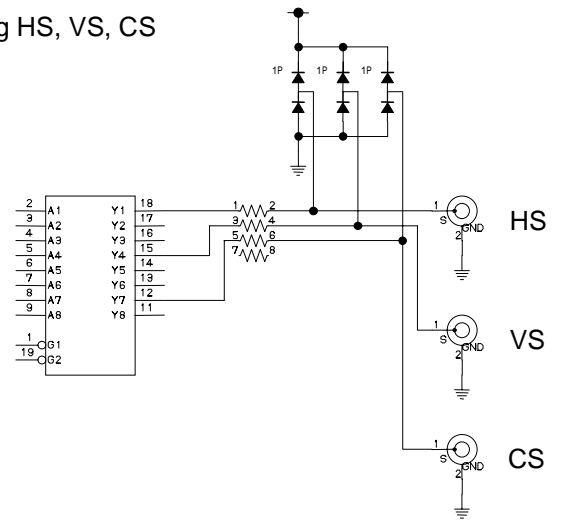 g HS, VS, CS
1P 1P 1P
2 A1 Y1 18
3 A2 Y2 17
4 A3 Y3 16
5 A4 Y4 15
6 A5 Y5 14
7 A6 Y6 13
8 A7 Y7 12
9 A8 Y8 11
1 G1
19 G2
1 2
3 4
5 6
7 8
1 S 2 GND HS
1 S 2 GND VS
1 S 2 GND CS